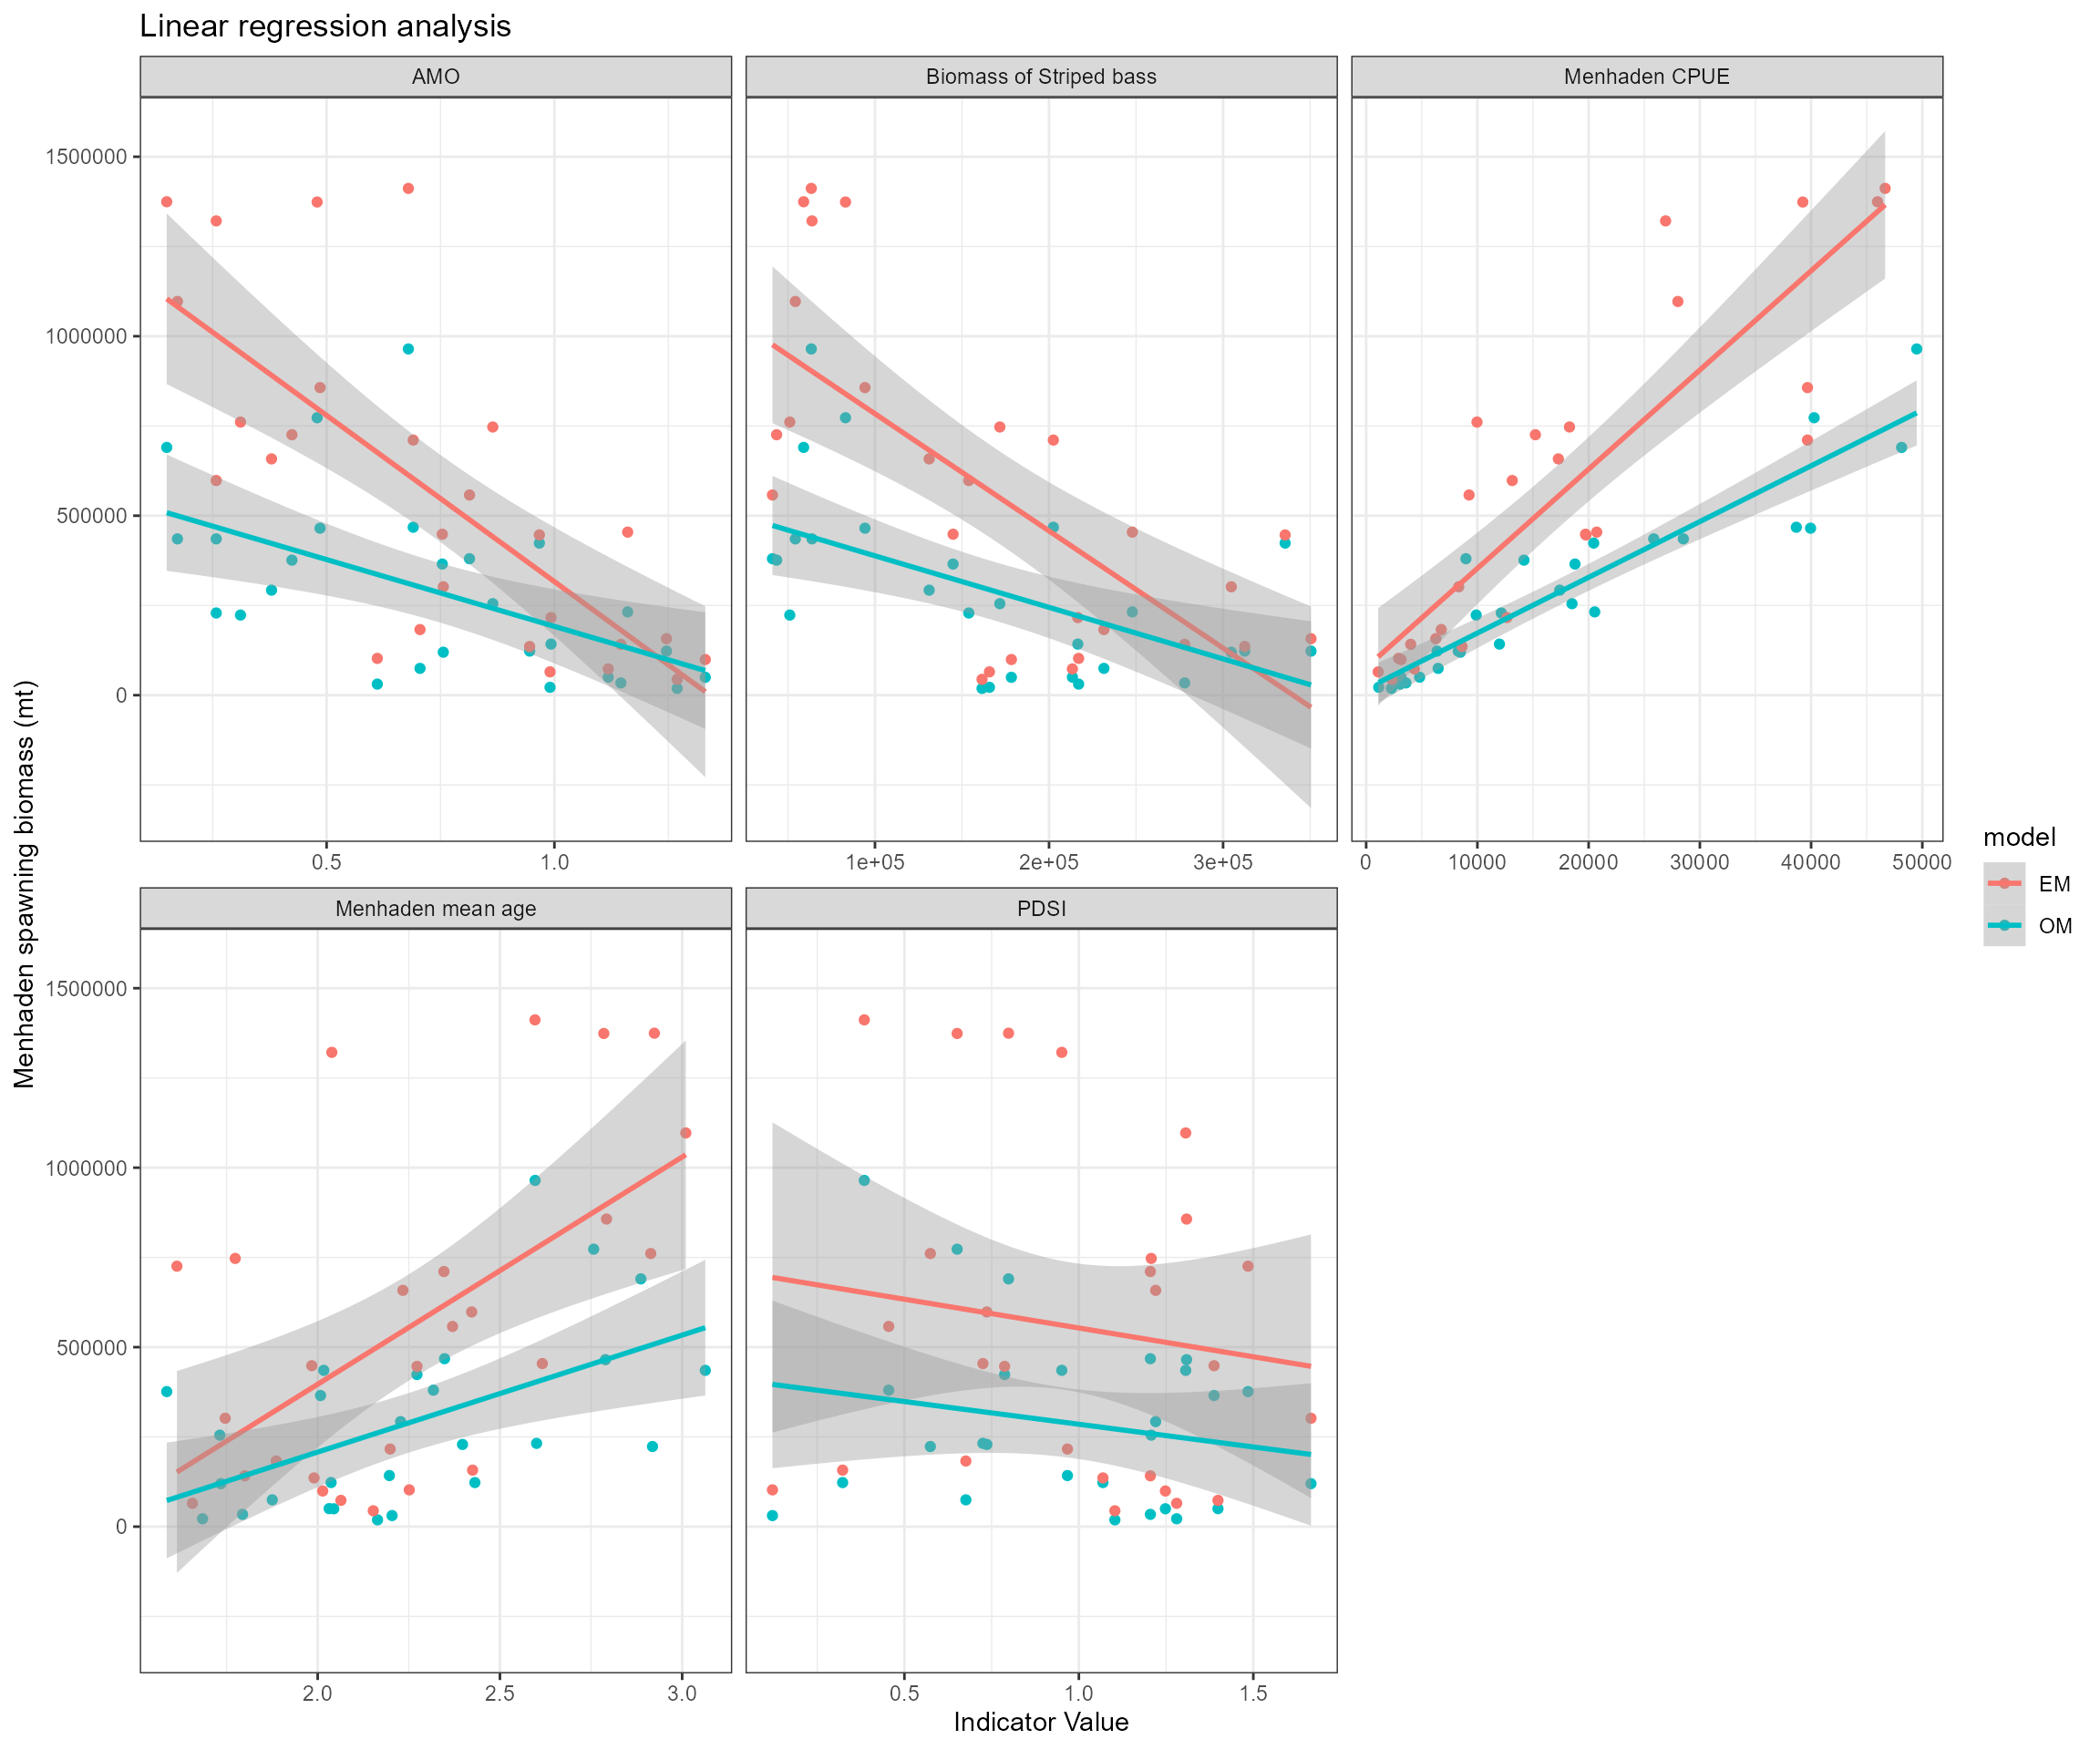 Linear regression analysis
AMO
Biomass of Striped bass
Menhaden CPUE
1500000
1000000
500000
0
0.5
1.0
1e+05
2e+05
3e+05
0
10000
20000
30000
40000
50000
Menhaden mean age
PDSI
1500000
1000000
500000
0
2.0
2.5
3.0
0.5
1.0
1.5
Indicator Value
Menhaden spawning biomass (mt)
model
EM
OM